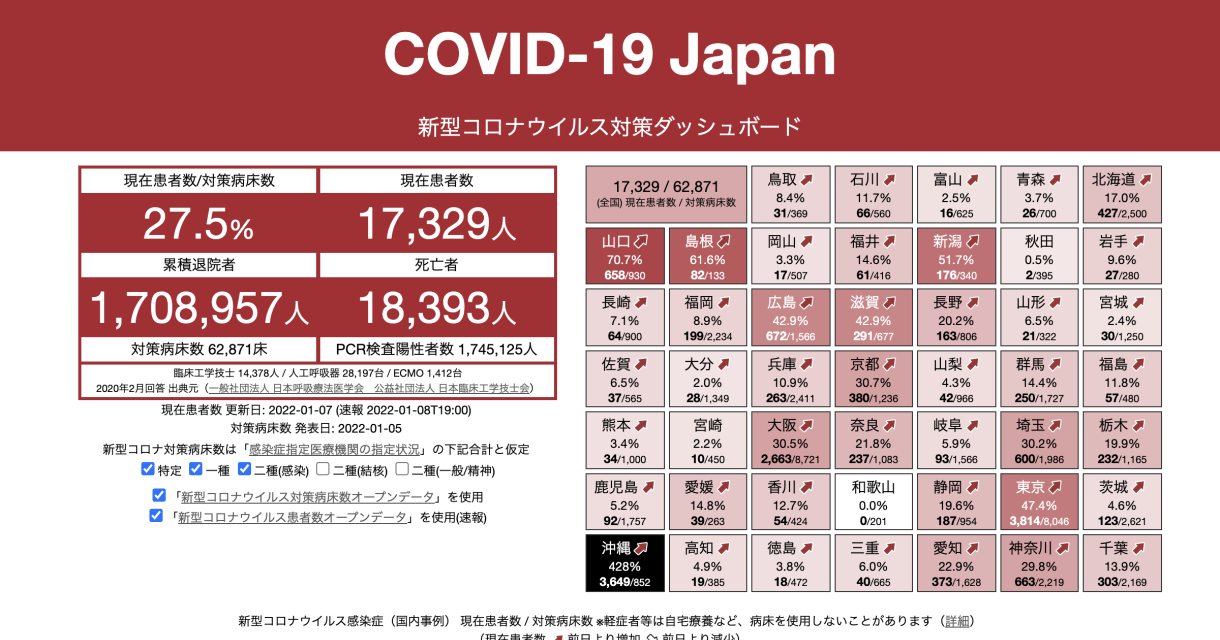 COVID-19 Japan
新型コロナウイルス対策ダッシュボード
現在患者数/対策病床数
現在患者数
27.5%
17,329人
累積退院者
死亡者
1,708,957人
18,393人
対策病床数 62,871床
PCR検査陽性者数 1,745,125人
臨床工学技士 14,378人 / 人工呼吸器 28,197台 / ECMO 1,412台
2020年2月回答 出典元（一般社団法人 日本呼吸療法医学会　公益社団法人 日本臨床工学技士会）
現在患者数 更新日: 2022-01-07 (速報 2022-01-08T19:00)
対策病床数 発表日: 2022-01-05
新型コロナ対策病床数は「感染症指定医療機関の指定状況」の下記合計と仮定
特定 一種 二種(感染) 二種(結核) 二種(一般/精神)
「新型コロナウイルス対策病床数オープンデータ」を使用
「新型コロナウイルス患者数オープンデータ」を使用(速報)
17,329 / 62,871
(全国) 現在患者数 / 対策病床数
鳥取
8.4%
31/369
石川
11.7%
66/560
富山
2.5%
16/625
青森
3.7%
26/700
北海道
17.0%
427/2,500
山口
70.7%
658/930
島根
61.6%
82/133
岡山
3.3%
17/507
福井
14.6%
61/416
新潟
51.7%
176/340
秋田
0.5%
2/395
岩手
9.6%
27/280
長崎
7.1%
64/900
福岡
8.9%
199/2,234
広島
42.9%
672/1,566
滋賀
42.9%
291/677
長野
20.2%
163/806
山形
6.5%
21/322
宮城
2.4%
30/1,250
佐賀
6.5%
37/565
大分
2.0%
28/1,349
兵庫
10.9%
263/2,411
京都
30.7%
380/1,236
山梨
4.3%
42/966
群馬
14.4%
250/1,727
福島
11.8%
57/480
熊本
3.4%
34/1,000
宮崎
2.2%
10/450
大阪
30.5%
2,663/8,721
奈良
21.8%
237/1,083
岐阜
5.9%
93/1,566
埼玉
30.2%
600/1,986
栃木
19.9%
232/1,165
鹿児島
5.2%
92/1,757
愛媛
14.8%
39/263
香川
12.7%
54/424
和歌山
0.0%
0/201
静岡
19.6%
187/954
東京
47.4%
3,814/8,046
茨城
4.6%
123/2,621
沖縄
428%
3,649/852
高知
4.9%
19/385
徳島
3.8%
18/472
三重
6.0%
40/665
愛知
22.9%
373/1,628
神奈川
29.8%
663/2,219
千葉
13.9%
303/2,169
新型コロナウイルス感染症（国内事例） 現在患者数 / 対策病床数 ※軽症者等は自宅療養など、病床を使用しないことがあります（詳細）
（現在患者数 前日より増加 前日より減少）